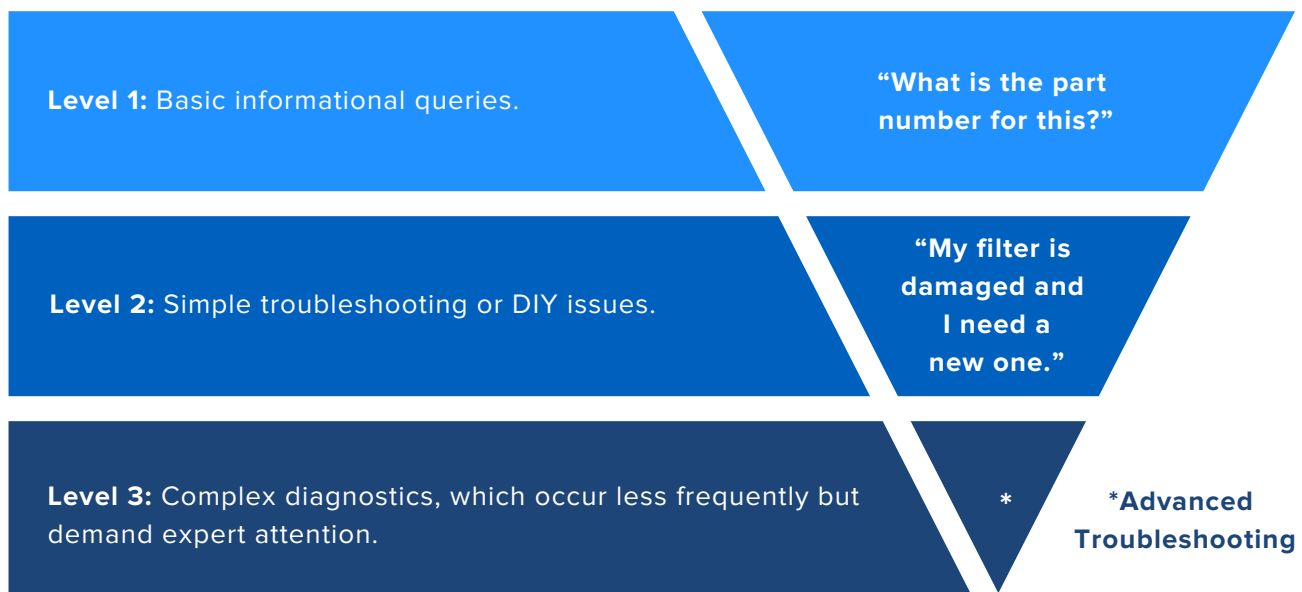 Level 1: Basic informational queries.
“What is the part
number for this?”
Level 2: Simple troubleshooting or DIY issues.
“My filter is
damaged and
I need a
new one.”
Level 3: Complex diagnostics, which occur less frequently but
demand expert attention.
*
*Advanced
Troubleshooting